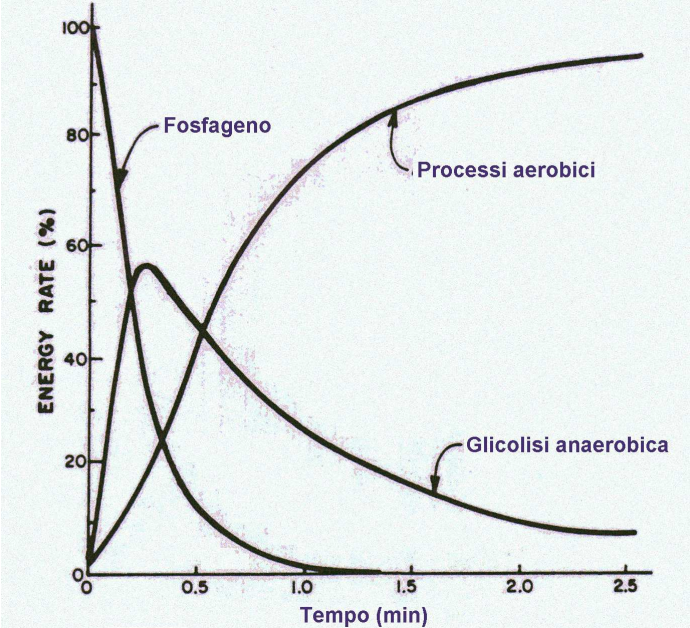 100
Fosfageno
80
Processi aerobici
60
ENERGY RATE (%)
40
Glicolisi anaerobica
20
0
0 0.5 1.0 1.5 2.0 2.5
Tempo (min)